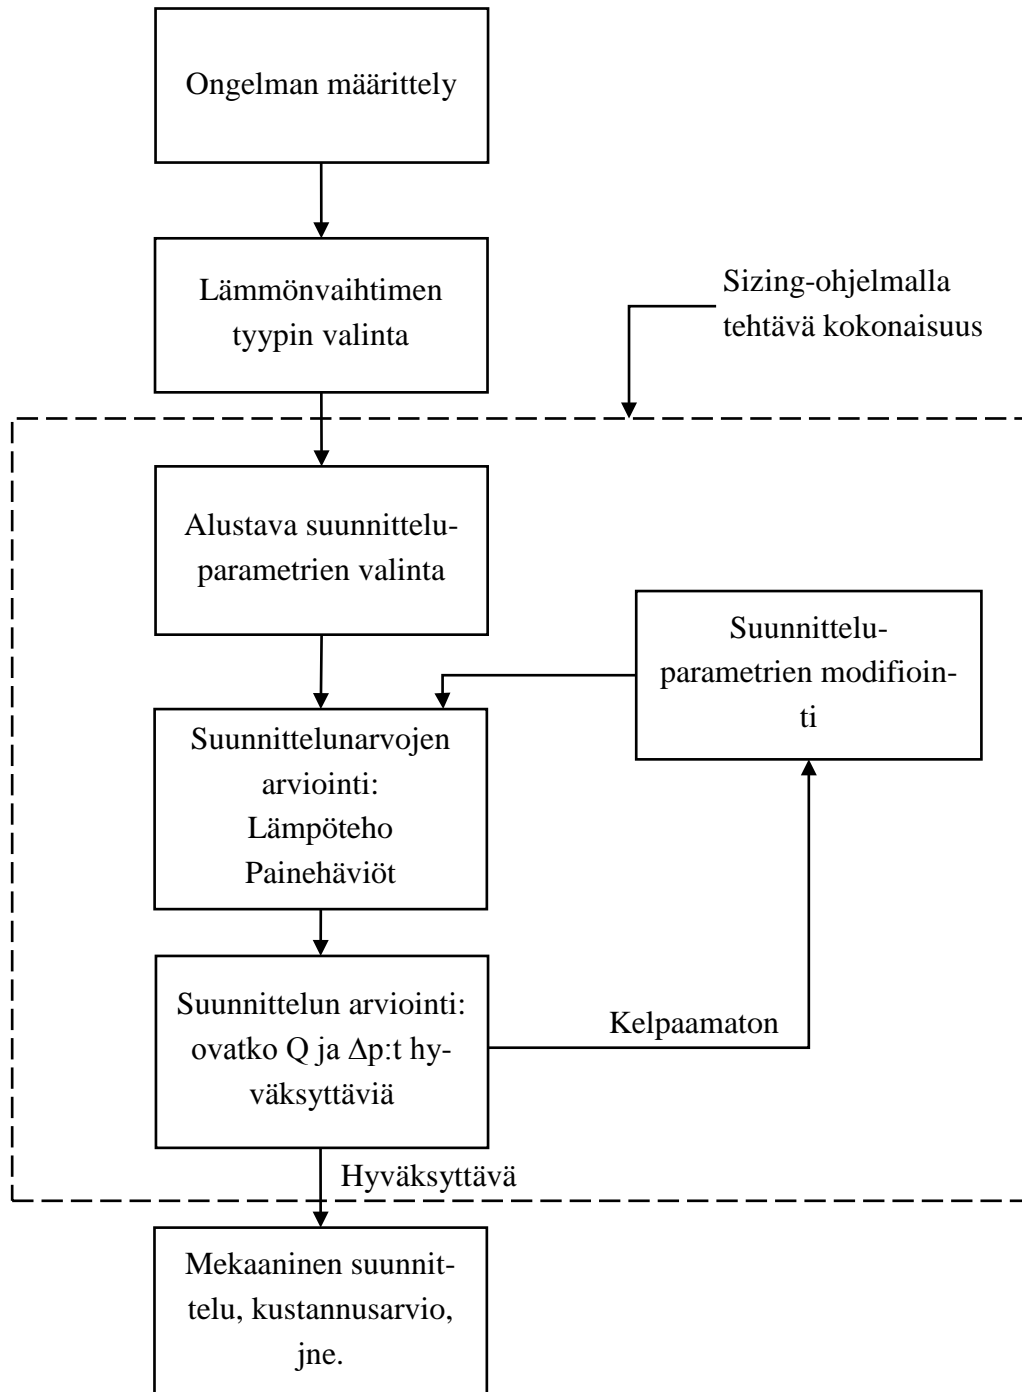 Ongelman määrittely
Lämmönvaihtimen
tyypin valinta
Sizing-ohjelmalla
tehtävä kokonaisuus
Alustava suunnittelu-
parametrien valinta
Suunnittelu-
parametrien modifioin-
ti
Suunnittelunarvojen
arviointi:
Lämpöteho
Painehäviöt
Suunnittelun arviointi:
ovatko Q ja Δp:t hy-
väksyttäviä
Kelpaamaton
Hyväksyttävä
Mekaaninen suunnit-
telu, kustannusarvio,
jne.